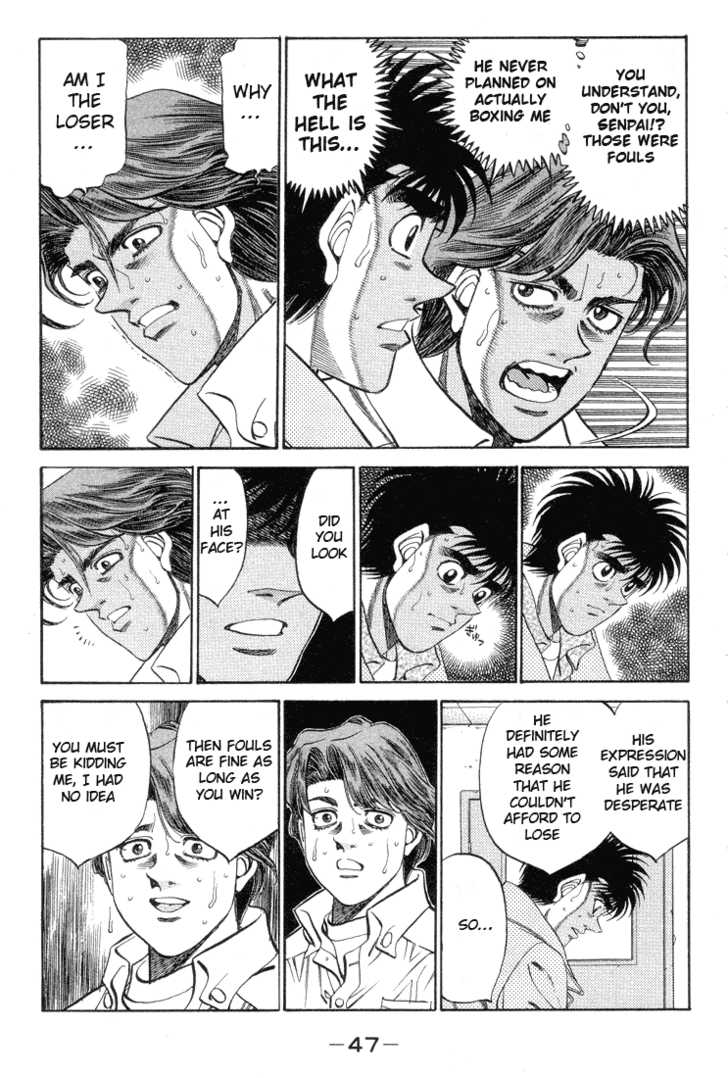 YOU
UNDERSTAND,
DON'T YOU,
SENPAI!?
THOSE WERE
FOULS
HE NEVER
PLANNED ON
ACTUALLY
BOXING ME
WHAT
THE
HELL IS
THIS...
WHY
...
AM I
THE
LOSER
...
ぎゅっ
DID
YOU
LOOK
...
AT
HIS
FACE?
HIS
EXPRESSION
SAID THAT
HE WAS
DESPERATE
HE
DEFINITELY
HAD SOME
REASON
THAT HE
COULDN'T
AFFORD TO
LOSE
SO...
THEN FOULS
ARE FINE AS
LONG AS
YOU WIN?
YOU MUST
BE KIDDING
ME, I HAD
NO IDEA
-47-